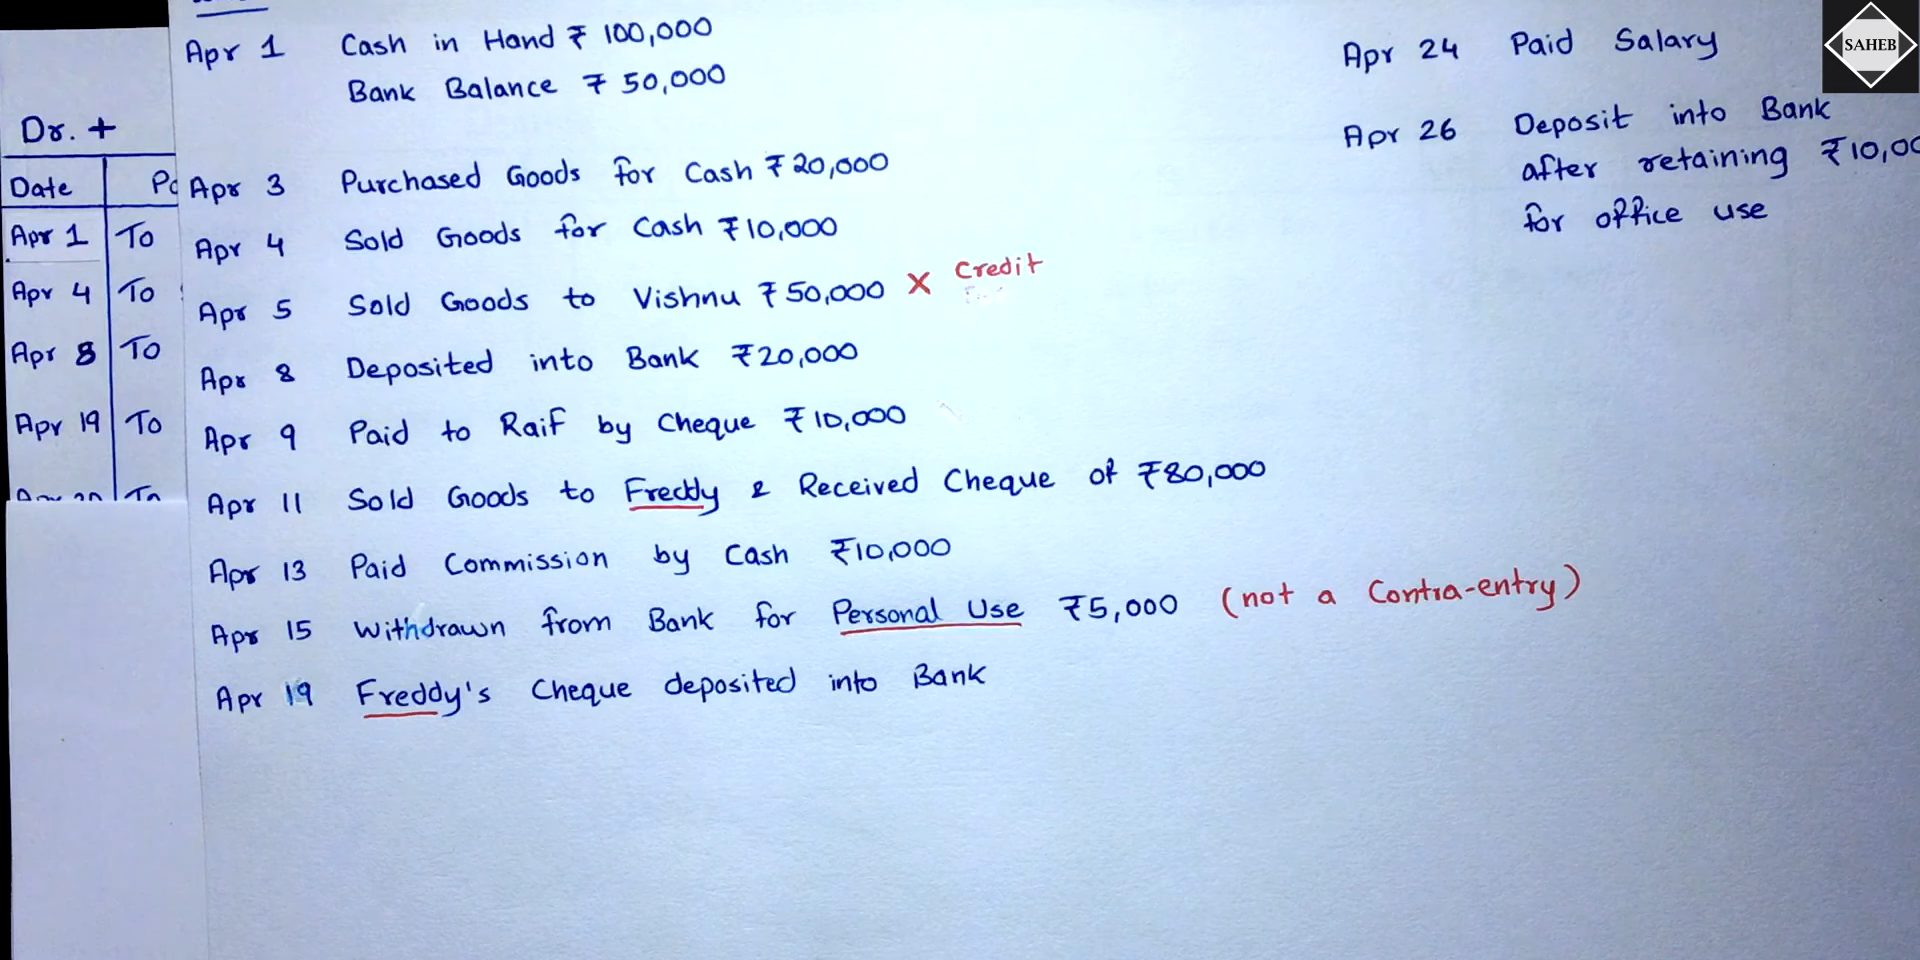 Apr 1 Cash in Hand ₹ 100,000
Bank Balance ₹ 50,000
Apr 3 Purchased Goods for Cash ₹20,000
Apr 4 Sold Goods for Cash ₹10,000
Apr 5 Sold Goods to Vishnu ₹50,000 X Credit
Apr 8 Deposited into Bank ₹20,000
Apr 9 Paid to Raif by Cheque ₹10,000
Apr 11 Sold Goods to Freddy & Received Cheque of ₹80,000
Apr 13 Paid Commission by Cash ₹10,000
Apr 15 Withdrawn from Bank for Personal Use ₹5,000 (not a Contra-entry)
Apr 19 Freddy's Cheque deposited into Bank
Apr 24 Paid Salary
Apr 26 Deposit into Bank
after retaining ₹10,00
for office use
Dr. +
Date
Apr 1 To
Apr 4 To
Apr 8 To
Apr 19 To
SAHEB